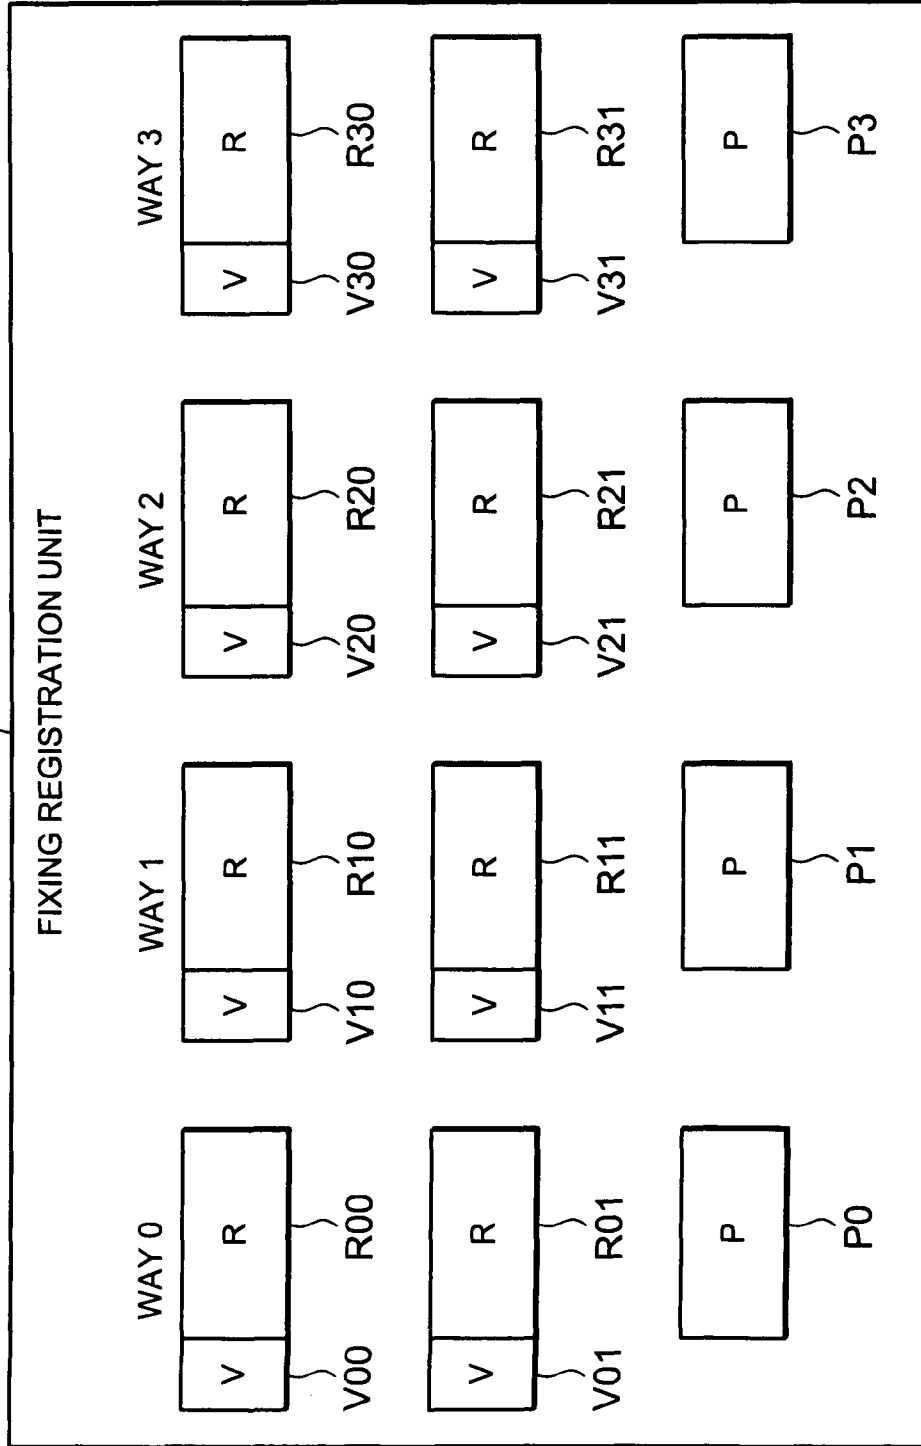 FIXING REGISTRATION UNIT
WAY 0 WAY 1 WAY 2 WAY 3
V R V R V R V R
V00 R00 V10 R10 V20 R20 V30 R30
V R V R V R V R
V01 R01 V11 R11 V21 R21 V31 R31
P P P P
P0 P1 P2 P3